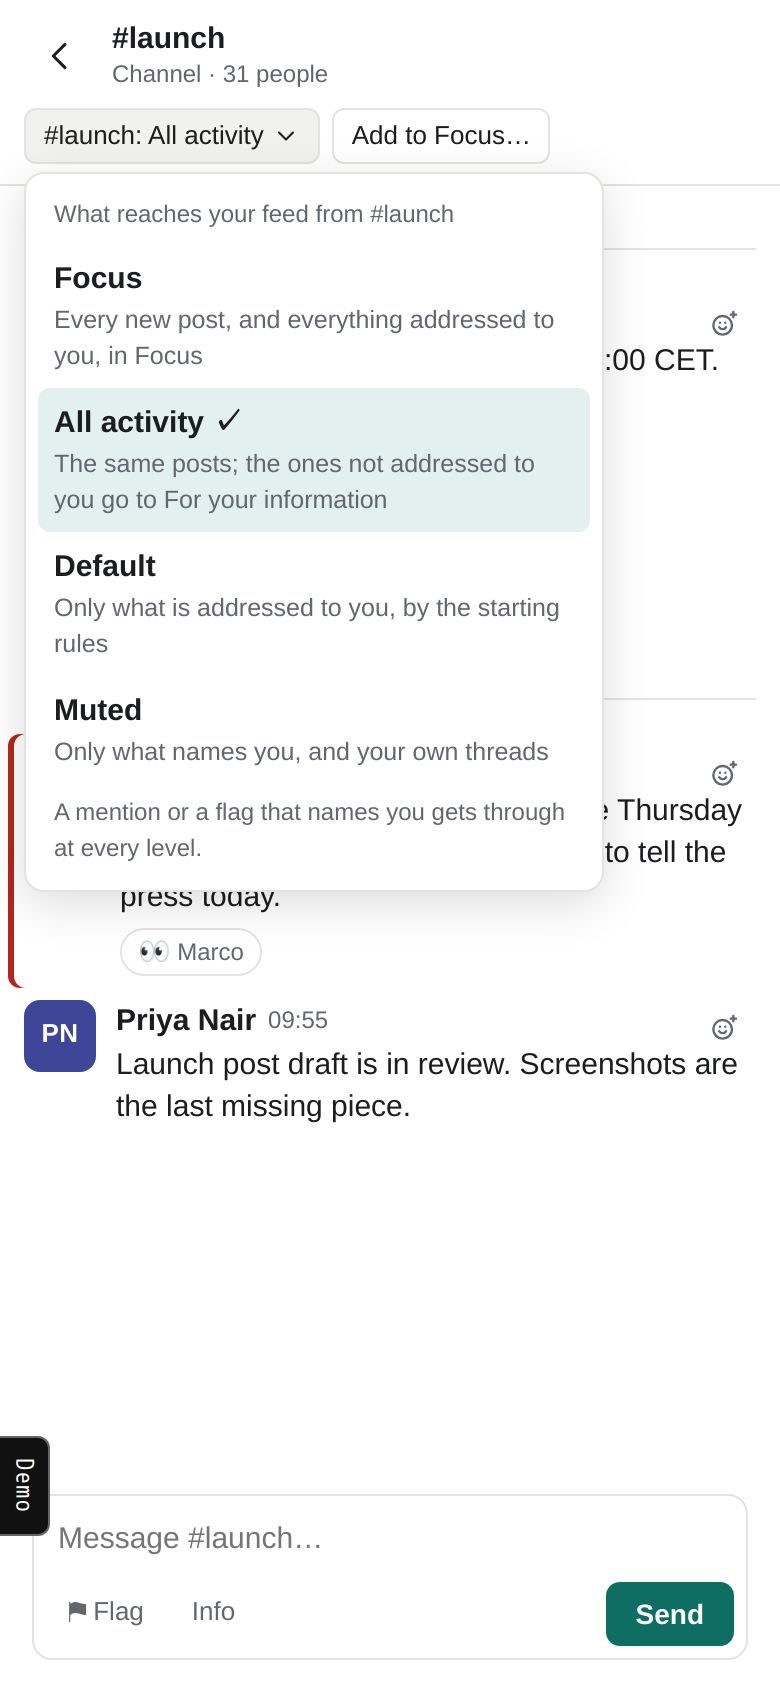 #launch
Channel · 31 people
#launch: All activity
Add to Focus…
What reaches your feed from #launch
Focus
Every new post, and everything addressed to
you, in Focus
:00 CET.
All activity ✓
The same posts; the ones not addressed to
you go to For your information
Default
Only what is addressed to you, by the starting
rules
Muted
Only what names you, and your own threads
Thursday
A mention or a flag that names you gets through
at every level.
to tell the
press today.
👀 Marco
PN
Priya Nair 09:55
Launch post draft is in review. Screenshots are
the last missing piece.
Demo
Message #launch…
Flag
Info
Send